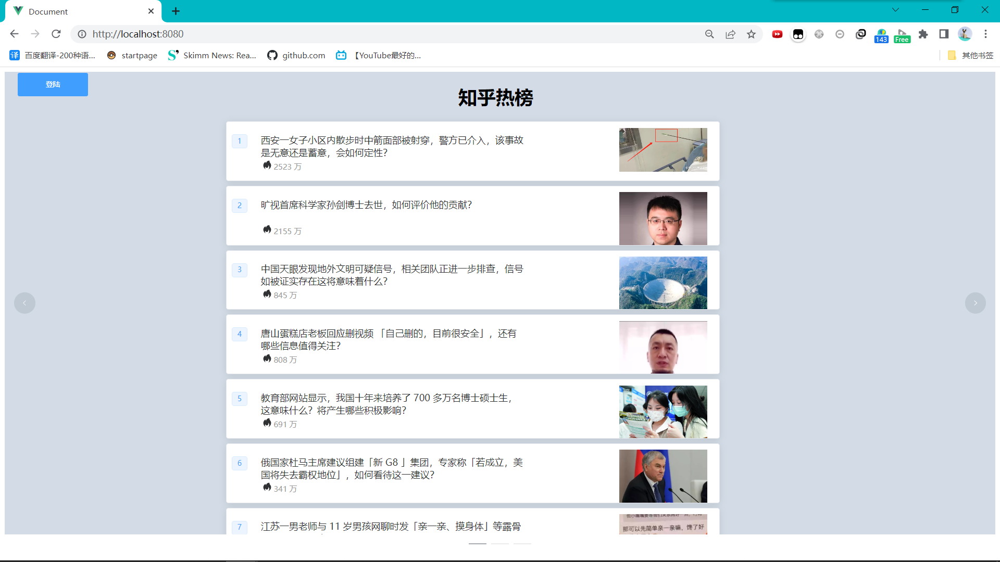 Document
http://localhost:8080
143
Free
译 百度翻译-200种语... startpage Skimm News: Rea... github.com 【YouTube最好的... 其他书签
登陆
知乎热榜
1
西安一女子小区内散步时中箭面部被射穿，警方已介入，该事故
是无意还是蓄意，会如何定性？
2523 万
2
旷视首席科学家孙剑博士去世，如何评价他的贡献？
2155 万
3
中国天眼发现地外文明可疑信号，相关团队正进一步排查，信号
如被证实存在这将意味着什么？
845 万
4
唐山蛋糕店老板回应删视频 「自己删的，目前很安全」，还有
哪些信息值得关注？
808 万
5
教育部网站显示，我国十年来培养了 700 多万名博士硕士生，
这意味什么？将产生哪些积极影响？
691 万
6
俄国家杜马主席建议组建「新 G8 」集团，专家称「若成立，美
国将失去霸权地位」，如何看待这一建议？
341 万
7
江苏一男老师与 11 岁男孩网聊时发「亲一亲、摸身体」等露骨
那可以先简单亲一亲嘛，馋了好